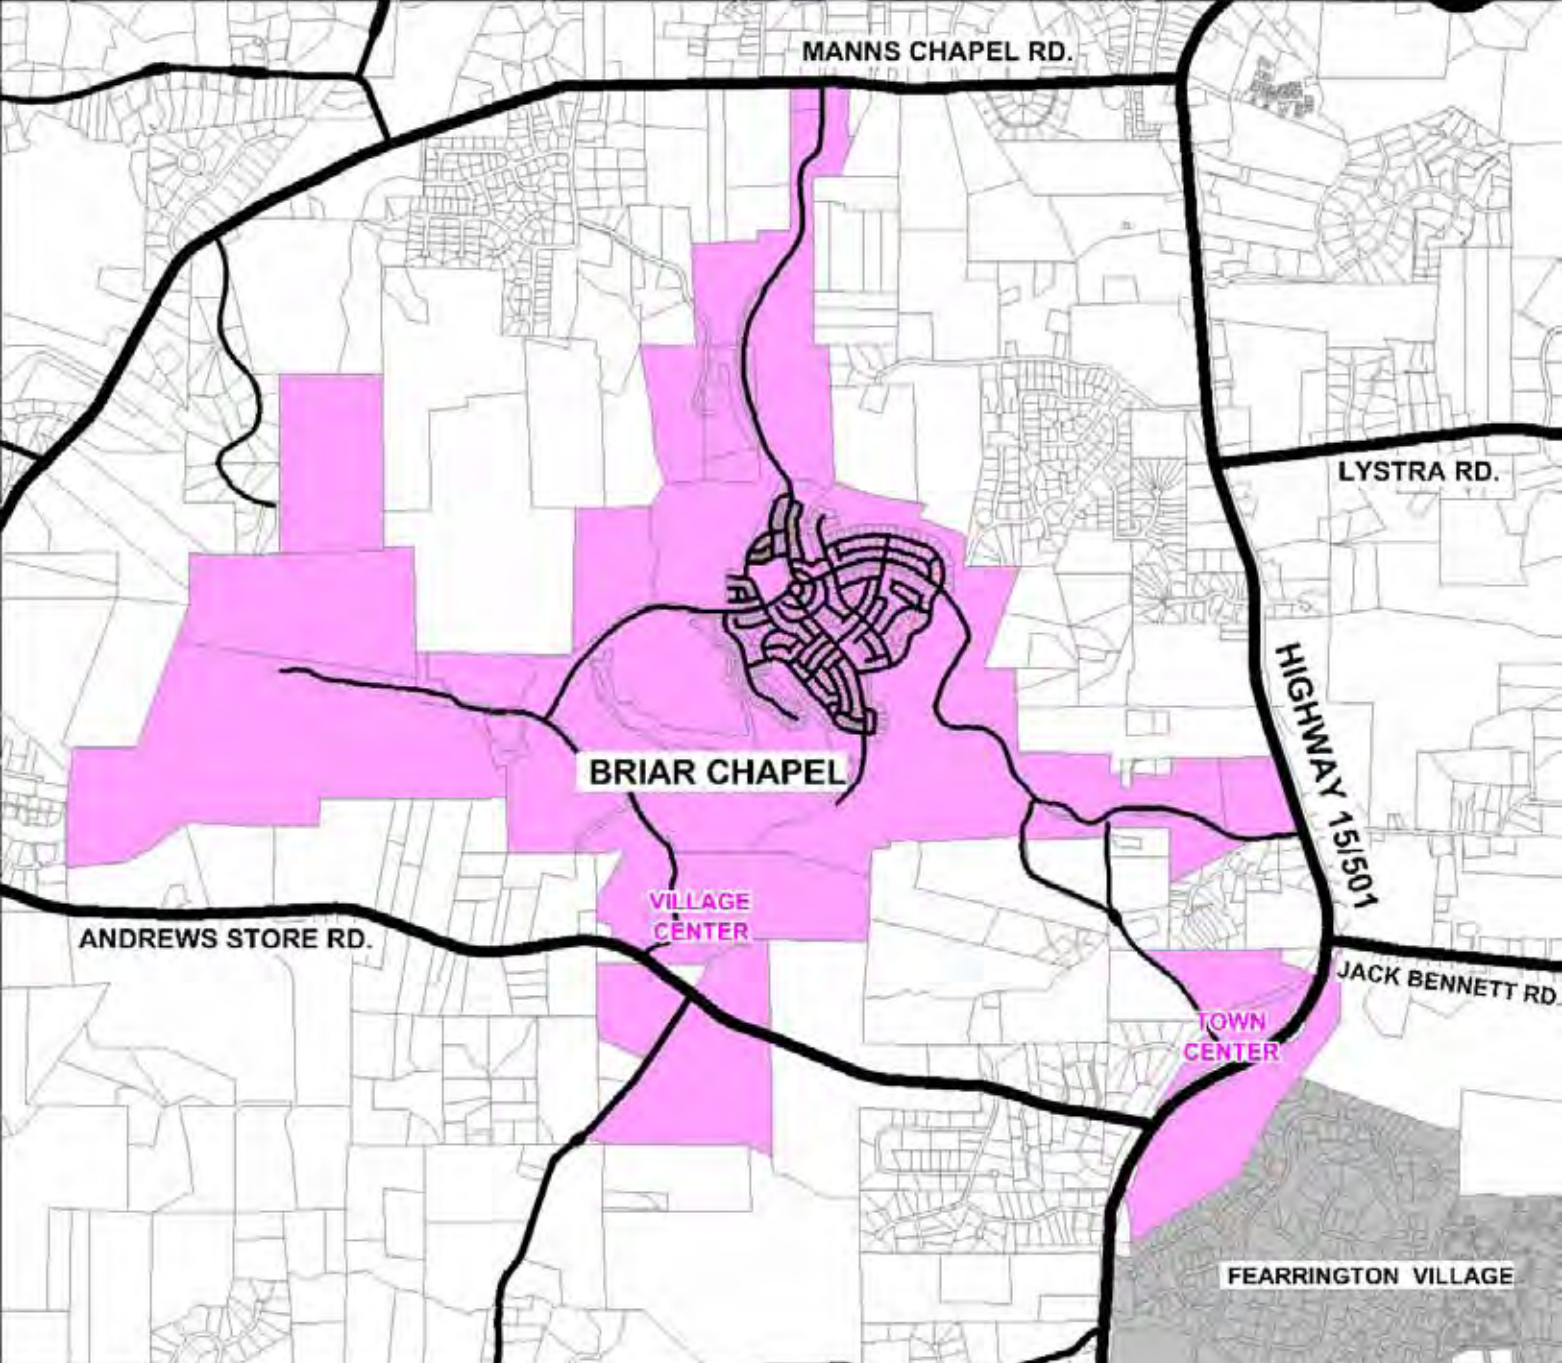 MANNS CHAPEL RD.
LYSTRA RD.
HIGHWAY 15/501
BRIAR CHAPEL
VILLAGE
CENTER
ANDREWS STORE RD.
JACK BENNETT RD.
TOWN
CENTER
FEARRINGTON VILLAGE